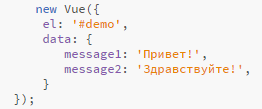 new Vue({
el: '#demo',
data: {
message1: 'Привет!',
message2: 'Здравствуйте!',
}
});